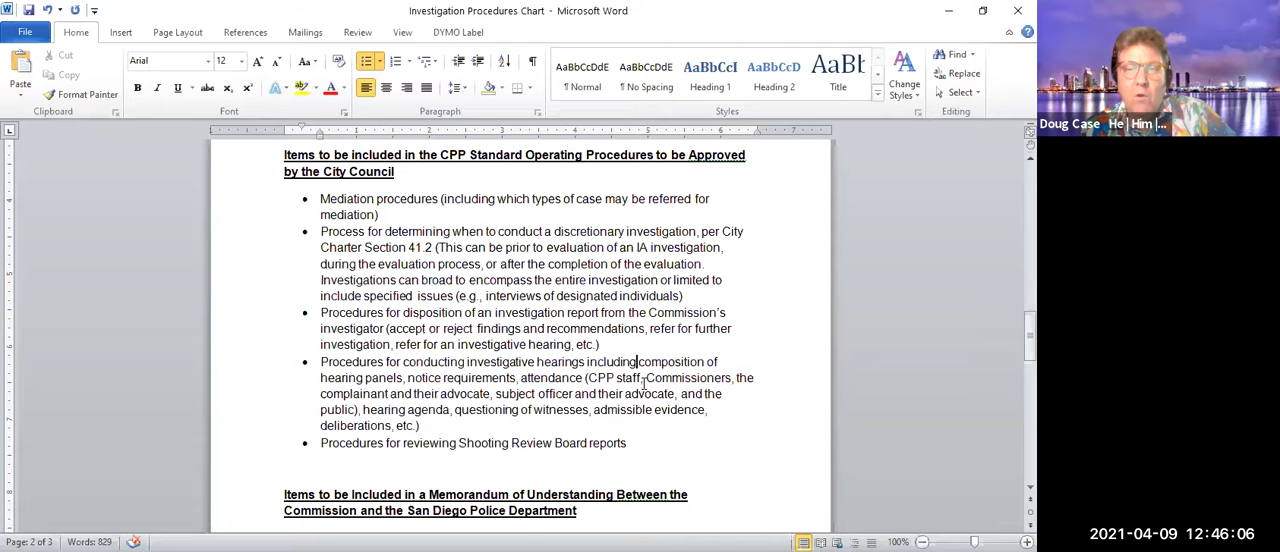 Investigation Procedures Chart - Microsoft Word
File Home Insert Page Layout References Mailings Review View DYMO Label
Paste
Cut
Copy
Format Painter
Clipboard
Arial 12
Font
Paragraph
AaBbCcDdE AaBbCcDdE AaBbCcI AaBbCcD AaBb
¶ Normal ¶ No Spacing Heading 1 Heading 2 Title
Styles
Change
Styles
Find
Replace
Select
Editing
Doug Case He | Him |...
Items to be included in the CPP Standard Operating Procedures to be Approved
by the City Council
• Mediation procedures (including which types of case may be referred for
mediation)
• Process for determining when to conduct a discretionary investigation, per City
Charter Section 41.2 (This can be prior to evaluation of an IA investigation,
during the evaluation process, or after the completion of the evaluation.
Investigations can broad to encompass the entire investigation or limited to
include specified issues (e.g., interviews of designated individuals)
• Procedures for disposition of an investigation report from the Commission's
investigator (accept or reject findings and recommendations, refer for further
investigation, refer for an investigative hearing, etc.)
• Procedures for conducting investigative hearings including composition of
hearing panels, notice requirements, attendance (CPP staff, Commissioners, the
complainant and their advocate, subject officer and their advocate, and the
public), hearing agenda, questioning of witnesses, admissible evidence,
deliberations, etc.)
• Procedures for reviewing Shooting Review Board reports
Items to be Included in a Memorandum of Understanding Between the
Commission and the San Diego Police Department
Page: 2 of 3 Words: 829 100%
2021-04-09 12:46:06